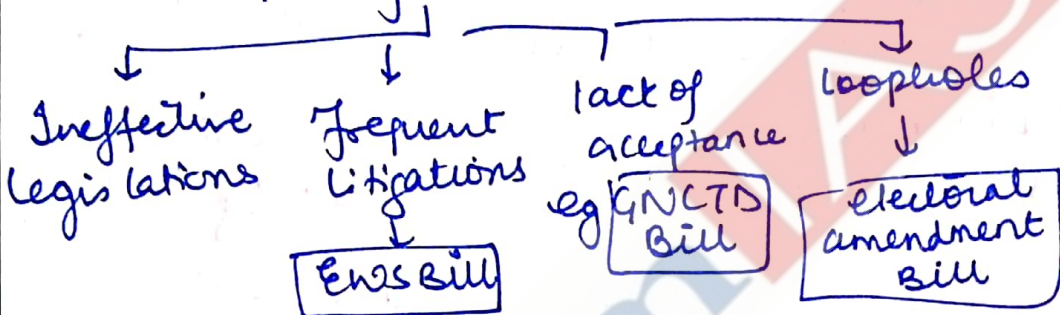 Ineffective
legislations
Frequent
Litigations
EWS Bill
lack of
acceptance
eg GNCTD
Bill
loopholes
electoral
amendment
Bill